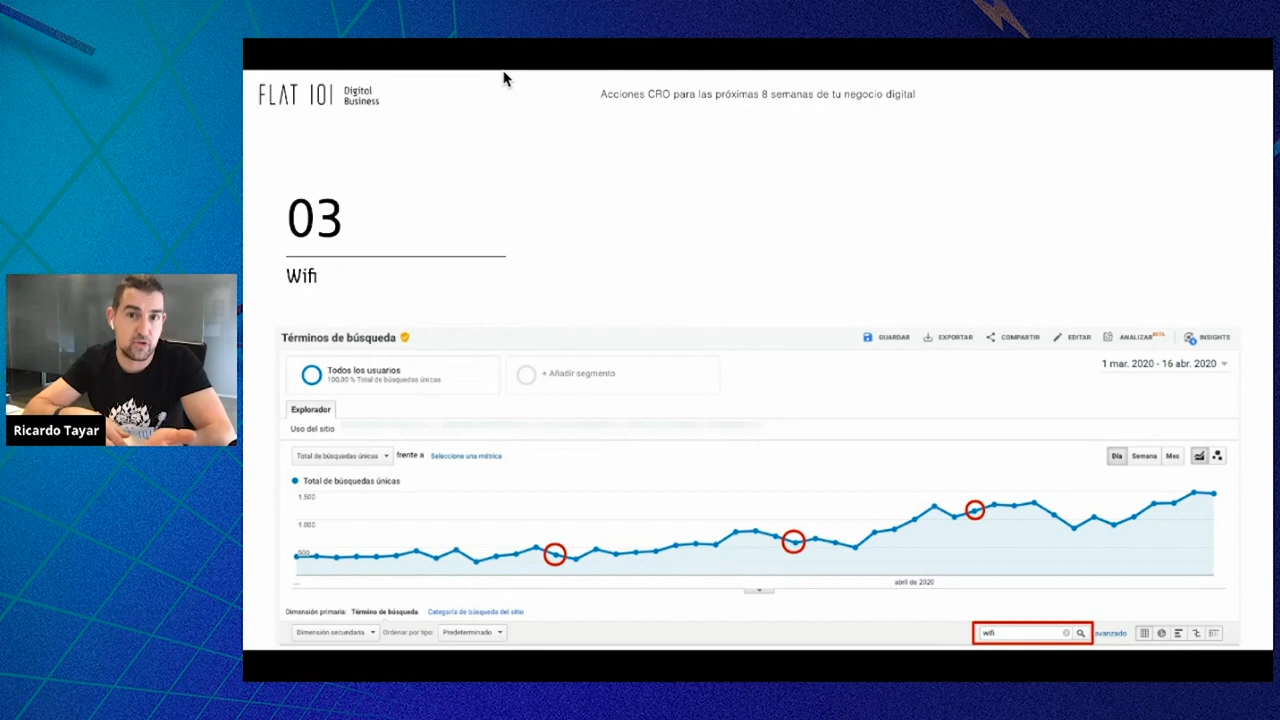 FLAT 101 Digital Business
Acciones CRO para las próximas 8 semanas de tu negocio digital
03
Wifi
Ricardo Tayar
Términos de búsqueda
GUARDAR EXPORTAR COMPARTIR EDITAR ANALIZAR BETA INSIGHTS
Todos los usuarios
100,00 % Total de búsquedas únicas
+ Añadir segmento
1 mar. 2020 - 16 abr. 2020
Explorador
Uso del sitio
Total de búsquedas únicas frente a Seleccione una métrica
Día Semana Mes
Total de búsquedas únicas
1.500
1.000
500
... abril de 2020
Dimensión primaria: Término de búsqueda Categoría de búsqueda del sitio
Dimensión secundaria Ordenar por tipo: Predeterminado wifi avanzado